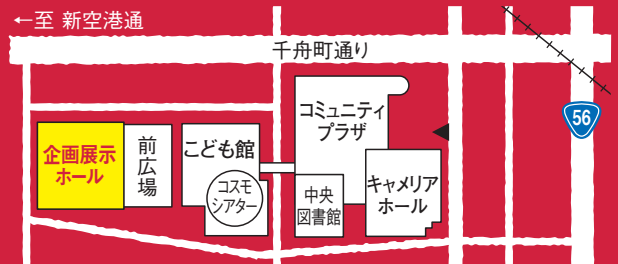 ←至 新空港通
千舟町通り
コミュニティ
プラザ
56
企画展示
ホール
前広場
こども館
コスモ
シアター
中央
図書館
キャメリア
ホール